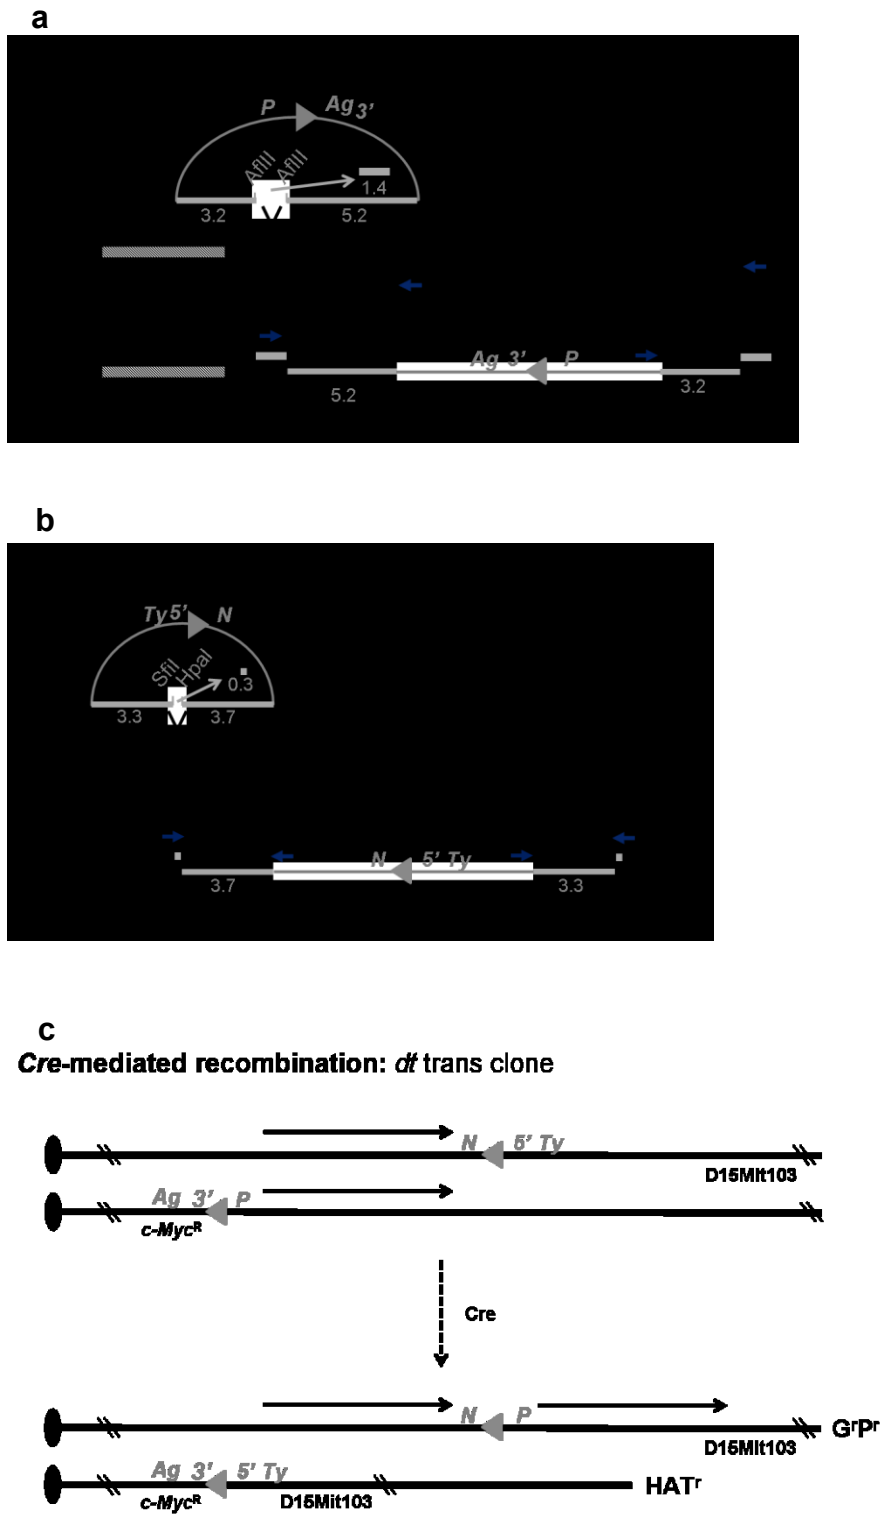 a
P Ag 3’
AflII AflII
1.4
3.2 5.2
Ag 3’ P
5.2 3.2
b
Ty 5’ N
SfiI HpaI
0.3
3.3 3.7
N 5’ Ty
3.7 3.3
c
Cre-mediated recombination: df trans clone
N 5’ Ty
D15Mit103
Ag 3’ P
c-Mycᴿ
Cre
N P
GʳPʳ
D15Mit103
Ag 3’ 5’ Ty
HATʳ
c-Mycᴿ D15Mit103